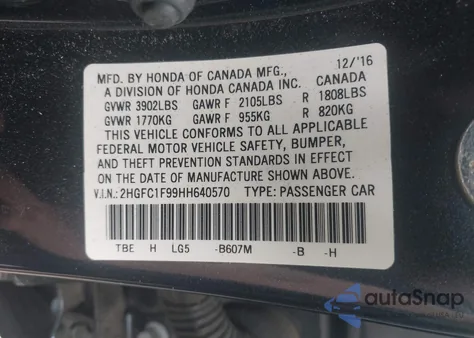 12/'16
MFD. BY HONDA OF CANADA MFG.,
A DIVISION OF HONDA CANADA INC. CANADA
GVWR 3902LBS GAWR F 2105LBS R 1808LBS
GVWR 1770KG GAWR F 955KG R 820KG
THIS VEHICLE CONFORMS TO ALL APPLICABLE
FEDERAL MOTOR VEHICLE SAFETY, BUMPER,
AND THEFT PREVENTION STANDARDS IN EFFECT
ON THE DATE OF MANUFACTURE SHOWN ABOVE.
V.I.N.: 2HGFC1F99HH640570 TYPE: PASSENGER CAR
TBE H LG5 -B607M -B -H
autoSnap